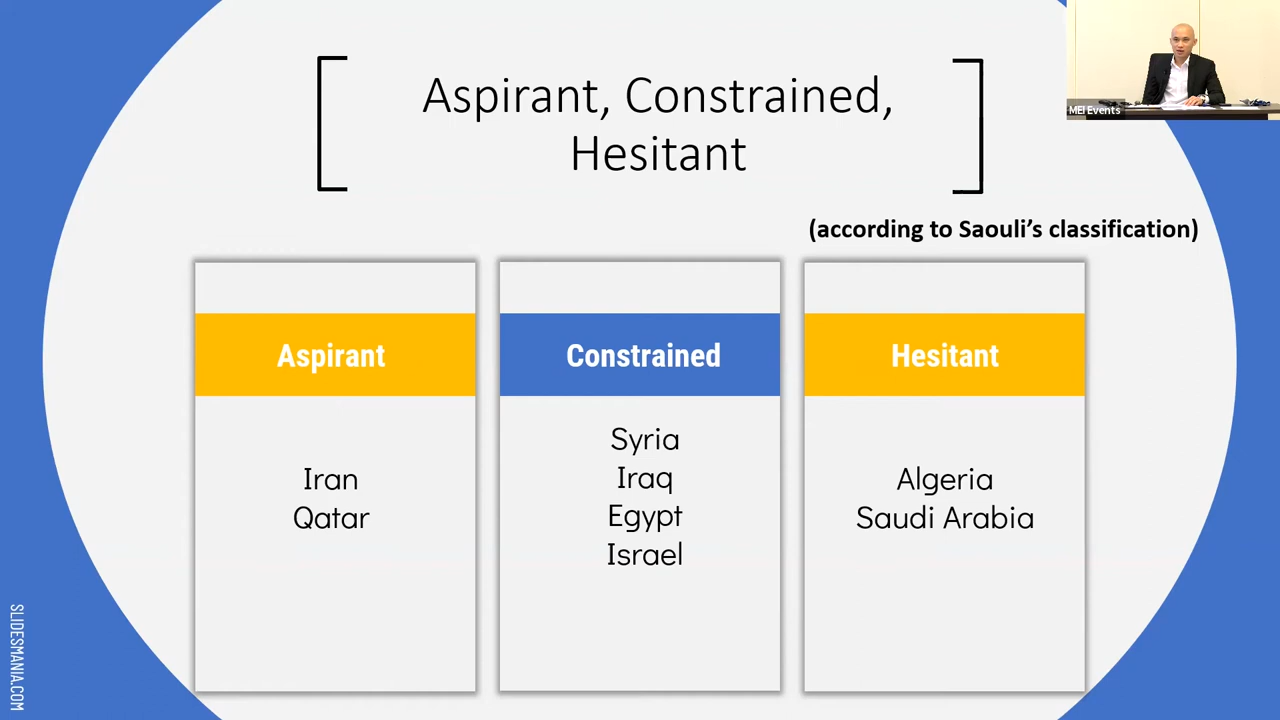 Aspirant, Constrained,
Hesitant
MEI Events
(according to Saouli's classification)
Aspirant
Iran
Qatar
Constrained
Syria
Iraq
Egypt
Israel
Hesitant
Algeria
Saudi Arabia
SLIDESMANIA.COM